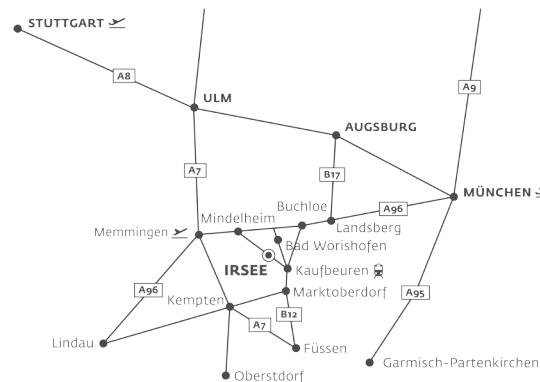 STUTTGART
A8
ULM
A9
AUGSBURG
A7
B17
MÜNCHEN
Buchloe
A96
Mindelheim
Landsberg
Memmingen
Bad Wörishofen
IRSEE
Kaufbeuren
A96
Marktoberdorf
A95
Kempten
B12
A7
Lindau
Füssen
Garmisch-Partenkirchen
Oberstdorf